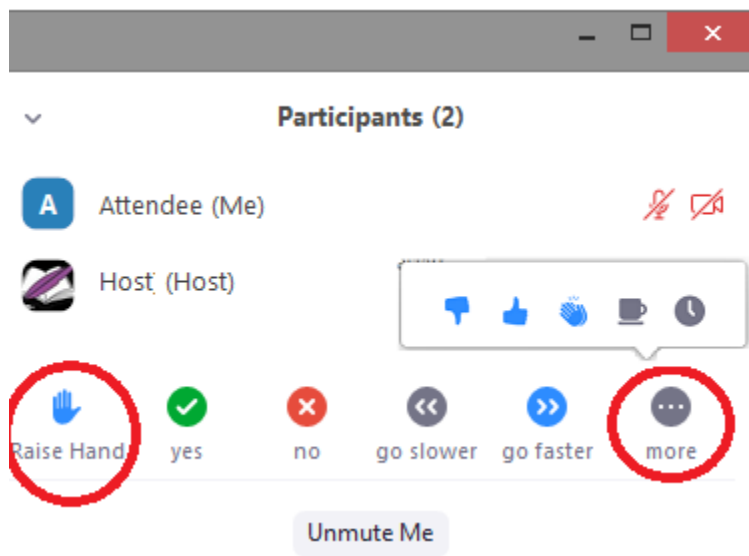 Participants (2)
A Attendee (Me)
Host (Host)
Raise Hand yes no go slower go faster more
Unmute Me